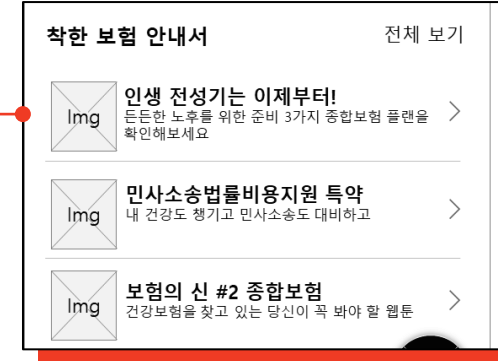 착한 보험 안내서
전체 보기
Img
인생 전성기는 이제부터!
든든한 노후를 위한 준비 3가지 종합보험 플랜을
확인해보세요
Img
민사소송법률비용지원 특약
내 건강도 챙기고 민사소송도 대비하고
Img
보험의 신 #2 종합보험
건강보험을 찾고 있는 당신이 꼭 봐야 할 웹툰